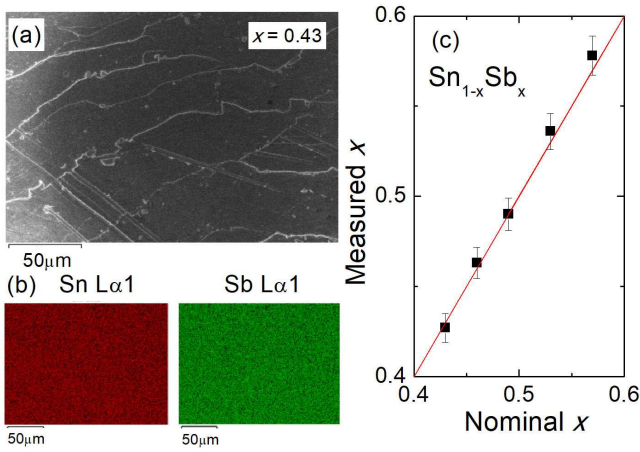 (a)
x = 0.43
50μm
(b)
Sn Lα1
Sb Lα1
50μm
50μm
(c)
Sn1-xSbx
Measured x
0.6
0.5
0.4
0.4
0.5
0.6
Nominal x